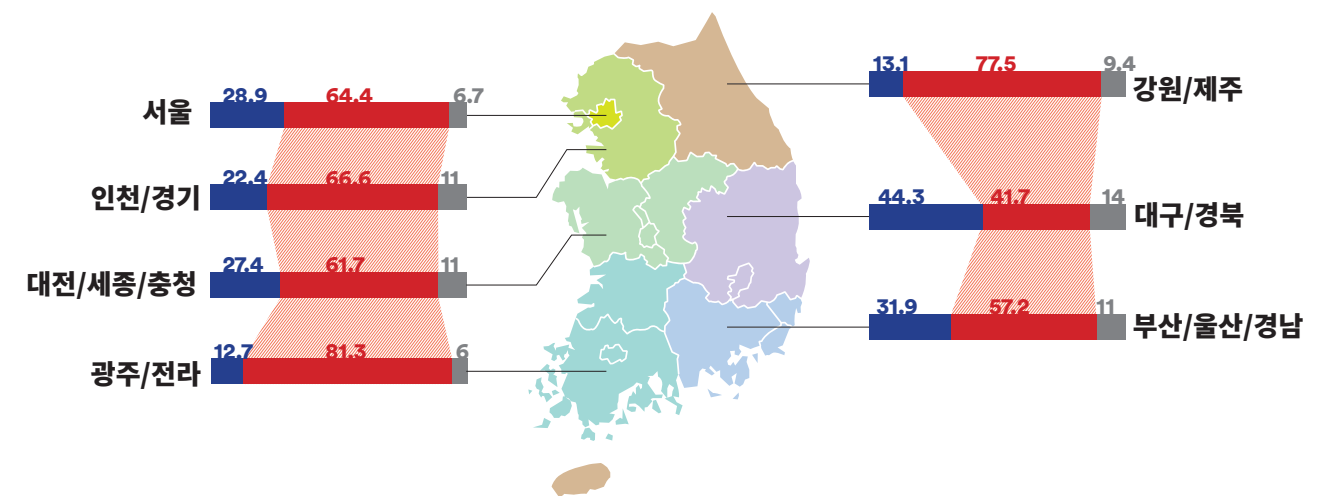 28.9 64.4 6.7
서울
22.4 66.6 11
인천/경기
27.4 61.7 11
대전/세종/충청
12.7 81.3 6
광주/전라
13.1 77.5 9.4
강원/제주
44.3 41.7 14
대구/경북
31.9 57.2 11
부산/울산/경남